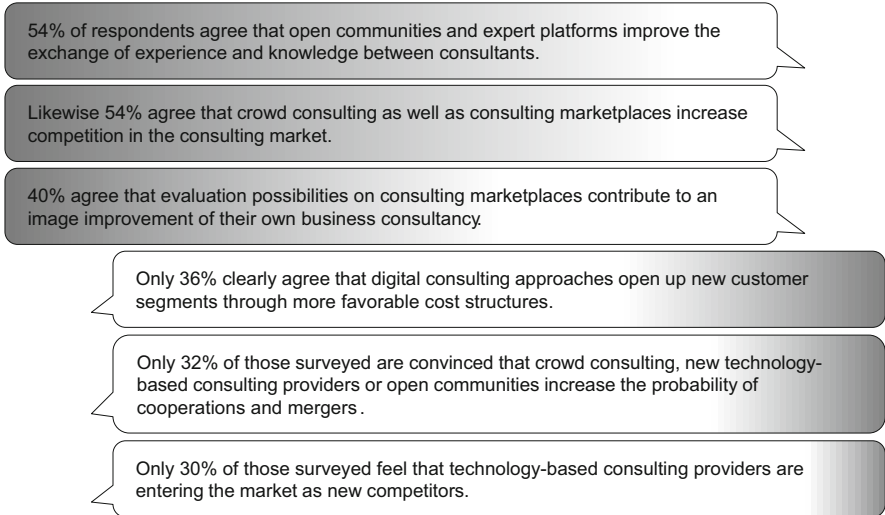 54% of respondents agree that open communities and expert platforms improve the
exchange of experience and knowledge between consultants.
Likewise 54% agree that crowd consulting as well as consulting marketplaces increase
competition in the consulting market.
40% agree that evaluation possibilities on consulting marketplaces contribute to an
image improvement of their own business consultancy.
Only 36% clearly agree that digital consulting approaches open up new customer
segments through more favorable cost structures.
Only 32% of those surveyed are convinced that crowd consulting, new technology-
based consulting providers or open communities increase the probability of
cooperations and mergers .
Only 30% of those surveyed feel that technology-based consulting providers are
entering the market as new competitors.